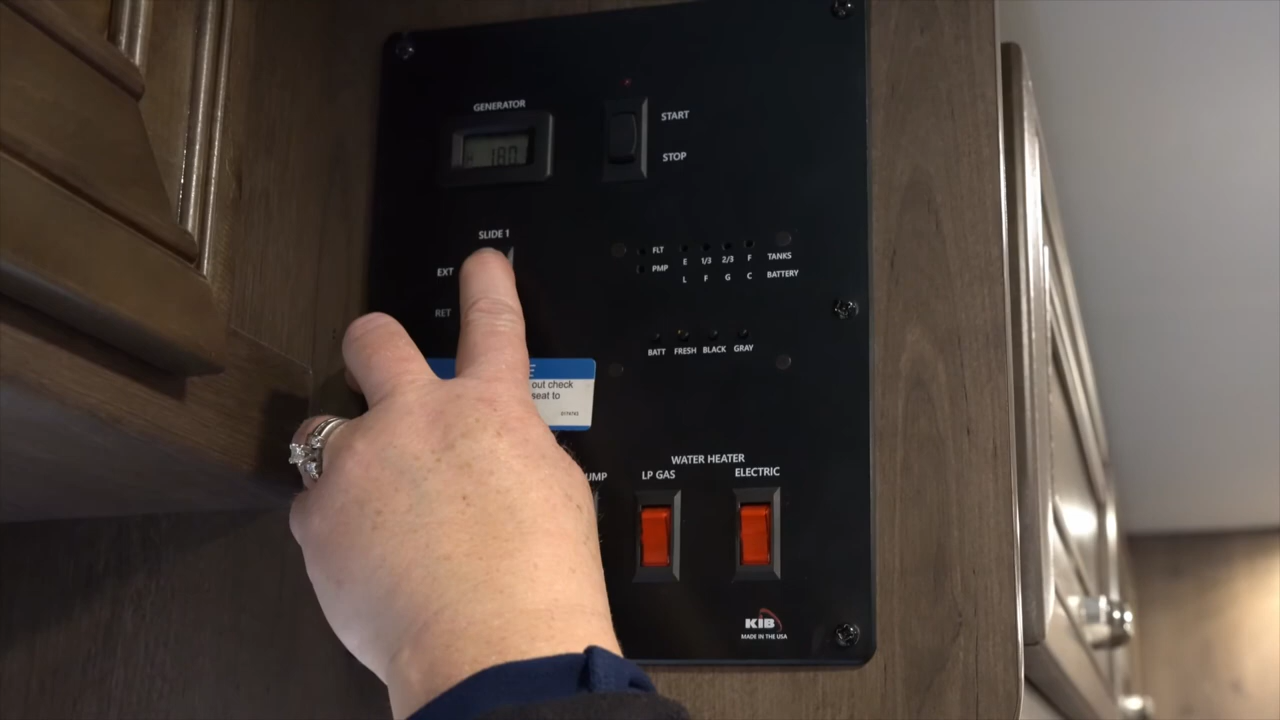 GENERATOR
START
180
STOP
SLIDE 1
EXT
RET
FLT
PMP
E 1/3 2/3 F TANKS
L F G C BATTERY
BATT FRESH BLACK GRAY
out check
seat to
WATER HEATER
UMP
LP GAS
ELECTRIC
KIB
MADE IN THE USA